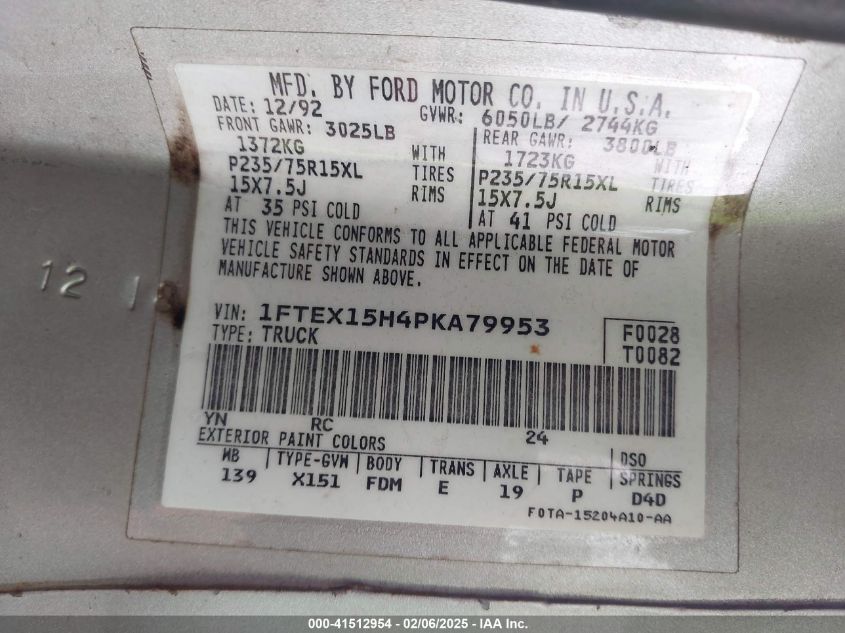 MFD. BY FORD MOTOR CO. IN U.S.A.
DATE: 12/92 GVWR: 6050LB/ 2744KG
FRONT GAWR: 3025LB REAR GAWR: 3800LB
1372KG WITH 1723KG WITH
P235/75R15XL TIRES P235/75R15XL TIRES
15X7.5J RIMS 15X7.5J RIMS
AT 35 PSI COLD AT 41 PSI COLD
THIS VEHICLE CONFORMS TO ALL APPLICABLE FEDERAL MOTOR
VEHICLE SAFETY STANDARDS IN EFFECT ON THE DATE OF
MANUFACTURE SHOWN ABOVE.
12 1
VIN: 1FTEX15H4PKA79953 F0028
TYPE: TRUCK T0082
YN RC 24
EXTERIOR PAINT COLORS DSO
WB TYPE-GVW BODY TRANS AXLE TAPE SPRINGS
139 X151 FDM E 19 P D4D
F0TA-15204A10-AA
000-41512954 - 02/06/2025 - IAA Inc.